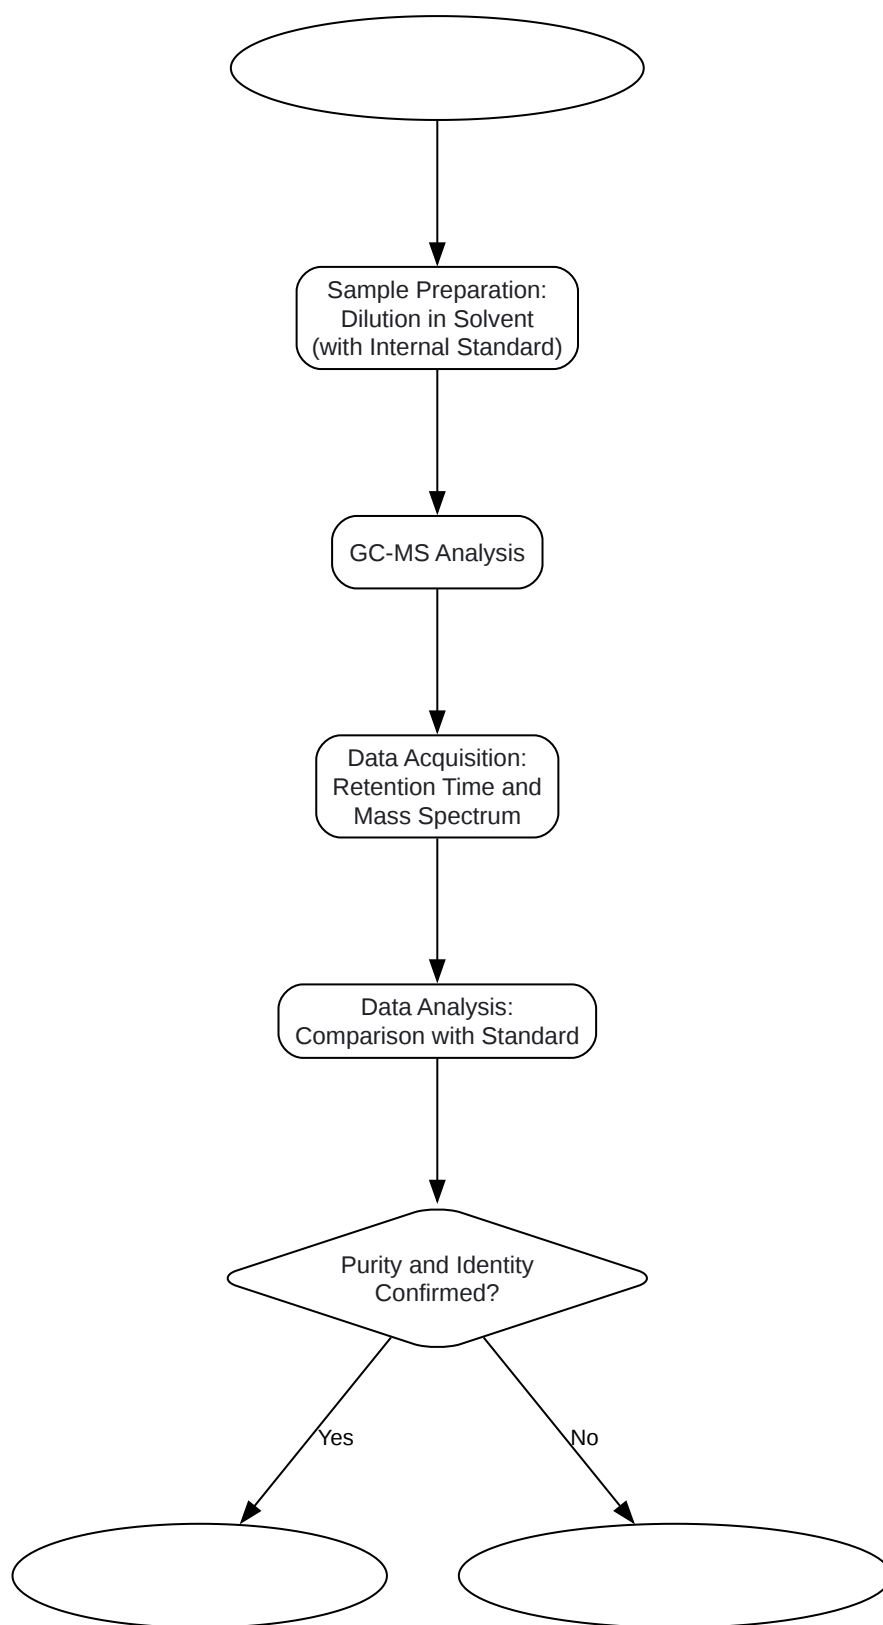 Sample Preparation:
Dilution in Solvent
(with Internal Standard)
GC-MS Analysis
Data Acquisition:
Retention Time and
Mass Spectrum
Data Analysis:
Comparison with Standard
Purity and Identity
Confirmed?
Yes
No